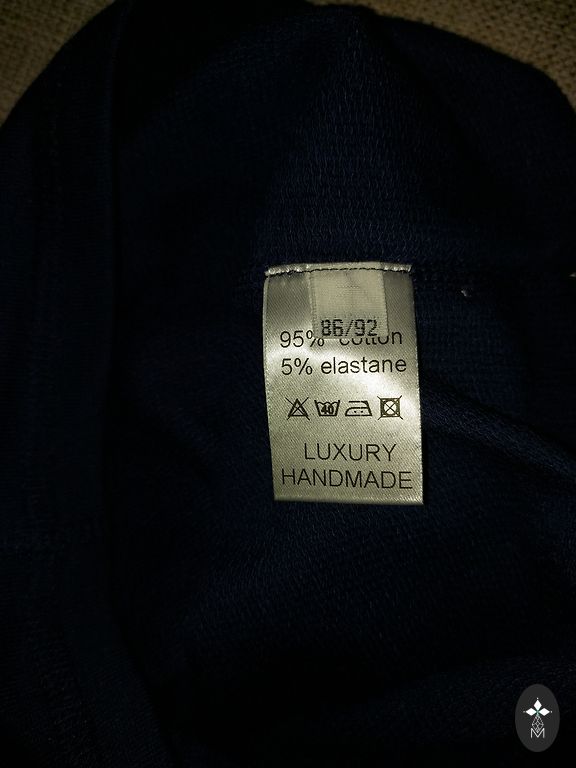 86/92
95% cotton
5% elastane
40
LUXURY
HANDMADE
M